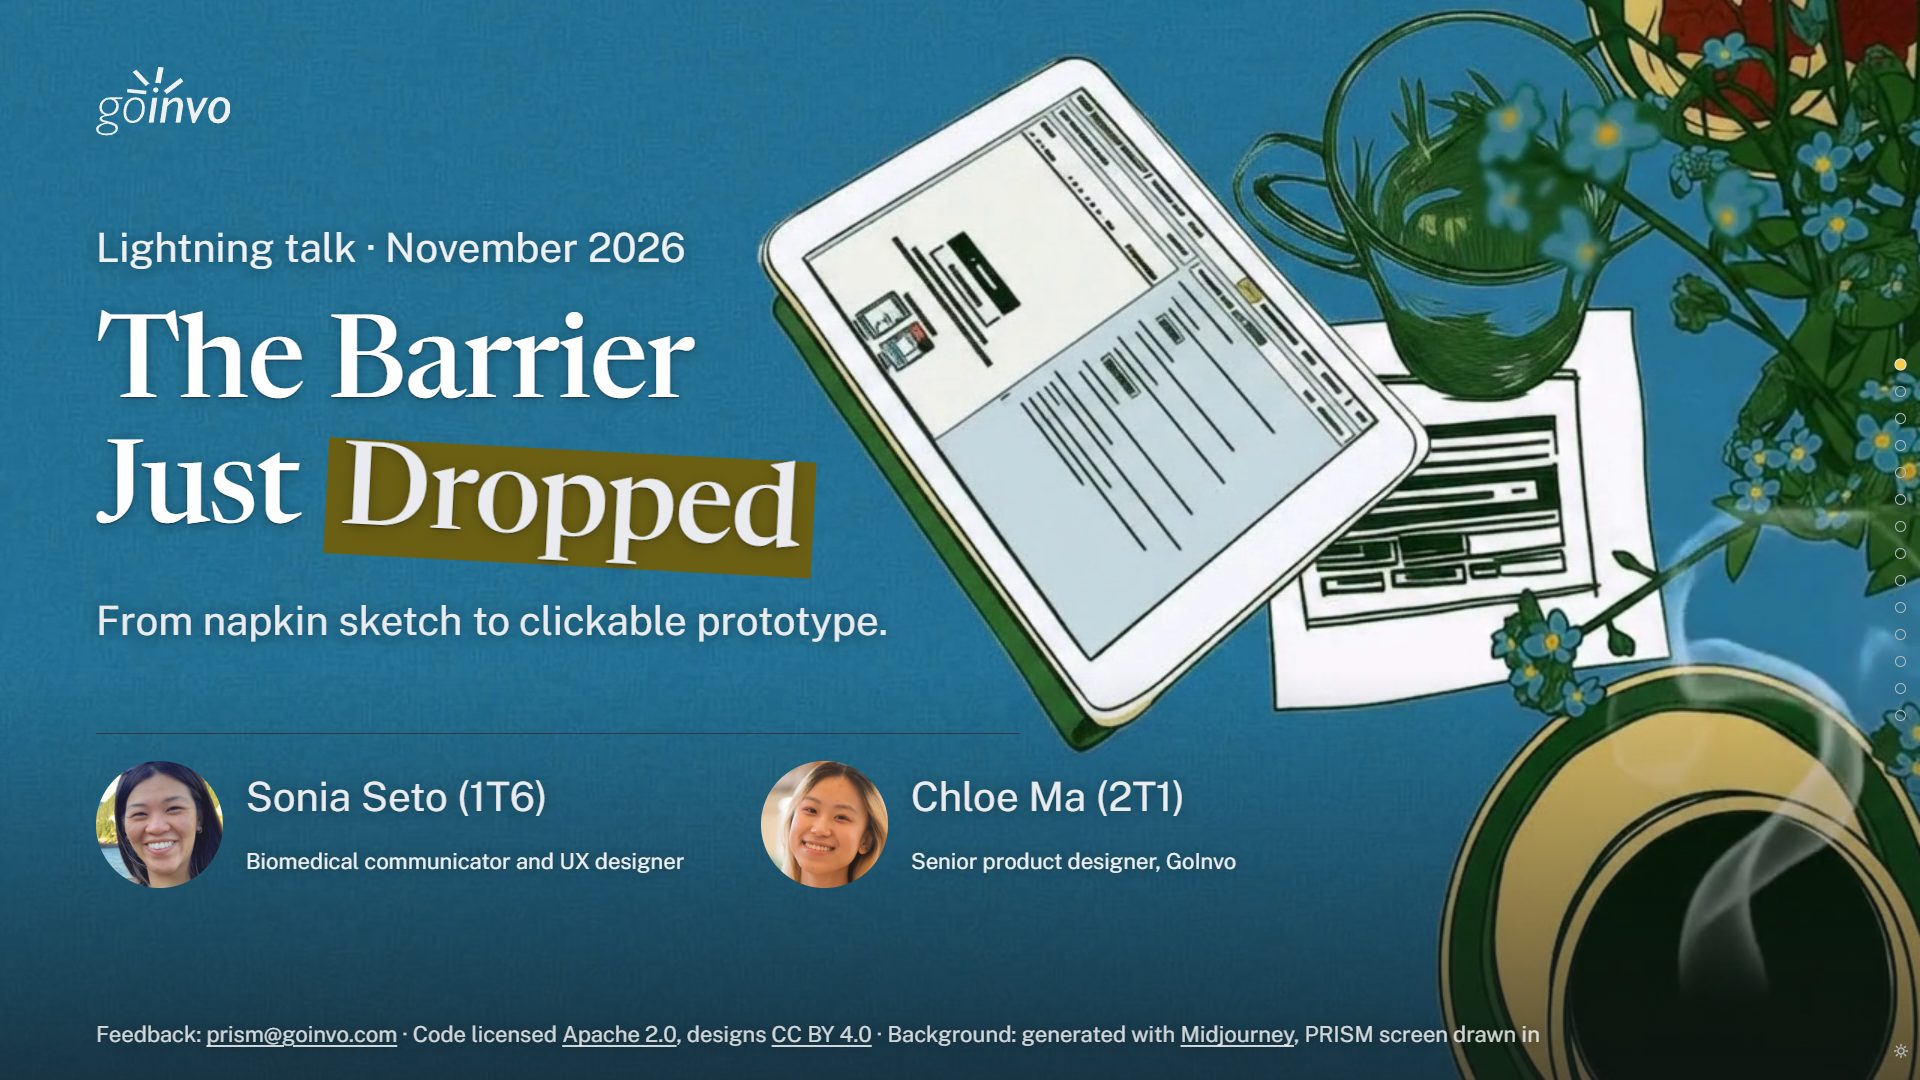 goinvo
Lightning talk · November 2026
The Barrier
Just Dropped
From napkin sketch to clickable prototype.
Sonia Seto (1T6)
Biomedical communicator and UX designer
Chloe Ma (2T1)
Senior product designer, GoInvo
Feedback: prism@goinvo.com · Code licensed Apache 2.0, designs CC BY 4.0 · Background: generated with Midjourney, PRISM screen drawn in